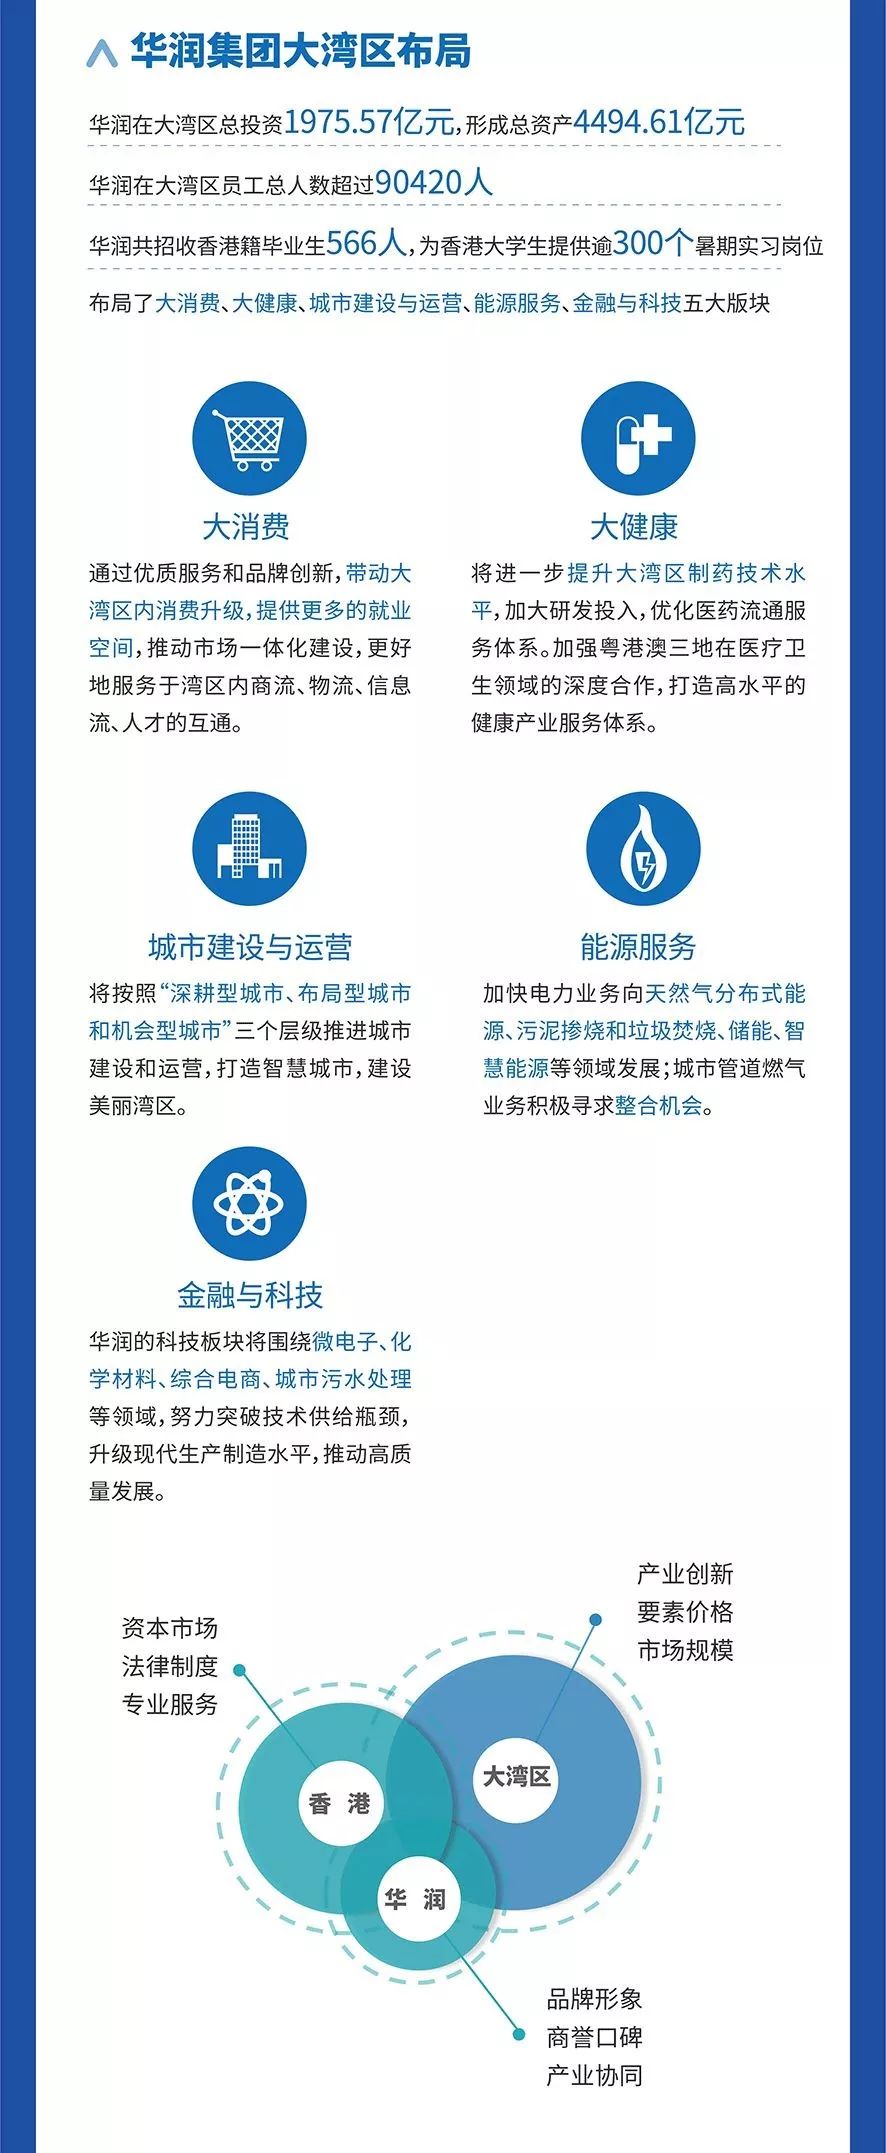 华润集团大湾区布局
华润在大湾区总投资1975.57亿元,形成总资产4494.61亿元
华润在大湾区员工总人数超过90420人
华润共招收香港籍毕业生566人,为香港大学生提供逾300个暑期实习岗位
布局了大消费、大健康、城市建设与运营、能源服务、金融与科技五大版块
大消费
通过优质服务和品牌创新,带动大
湾区内消费升级,提供更多的就业
空间,推动市场一体化建设,更好
地服务于湾区内商流、物流、信息
流、人才的互通。
大健康
将进一步提升大湾区制药技术水
平,加大研发投入,优化医药流通服
务体系。加强粤港澳三地在医疗卫
生领域的深度合作,打造高水平的
健康产业服务体系。
城市建设与运营
将按照“深耕型城市、布局型城市
和机会型城市”三个层级推进城市
建设和运营,打造智慧城市,建设
美丽湾区。
能源服务
加快电力业务向天然气分布式能
源、污泥掺烧和垃圾焚烧、储能、智
慧能源等领域发展;城市管道燃气
业务积极寻求整合机会。
金融与科技
华润的科技板块将围绕微电子、化
学材料、综合电商、城市污水处理
等领域,努力突破技术供给瓶颈,
升级现代生产制造水平,推动高质
量发展。
产业创新
要素价格
市场规模
资本市场
法律制度
专业服务
大湾区
香 港
华 润
品牌形象
商誉口碑
产业协同